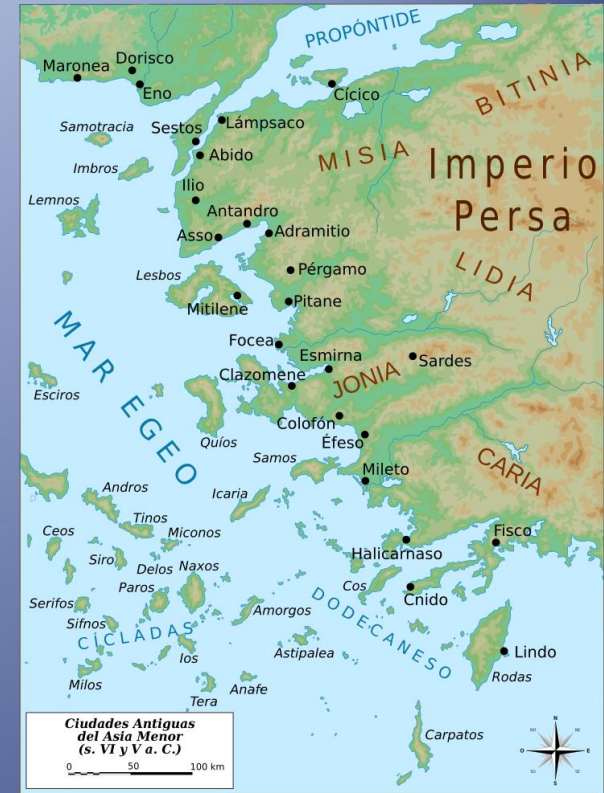 PROPÓNTIDE
Dorisco
Maronea
Eno
Cícico
BITINIA
Samotracia
Sestos
Lámpsaco
Abido
MISIA
Imperio
Persa
Imbros
Ilio
Lemnos
Antandro
Asso
Adramitio
LIDIA
Lesbos
Pérgamo
Mitilene
Pitane
MAR EGEO
Focea
Esmirna
Sardes
Clazomene
JONIA
Esciros
Quíos
Colofón
Éfeso
Samos
Mileto
CARIA
Andros
Icaria
Tinos
Miconos
Ceos
Siro
Delos
Naxos
Halicarnaso
Fisco
Paros
Cos
Cnido
Serifos
Sifnos
Amorgos
DODECANESO
CÍCLADAS
Ios
Astipalea
Lindo
Rodas
Milos
Tera
Anafe
Carpatos
Ciudades Antiguas
del Asia Menor
(s. VI y V a. C.)
0 50 100 km
N
O E
S